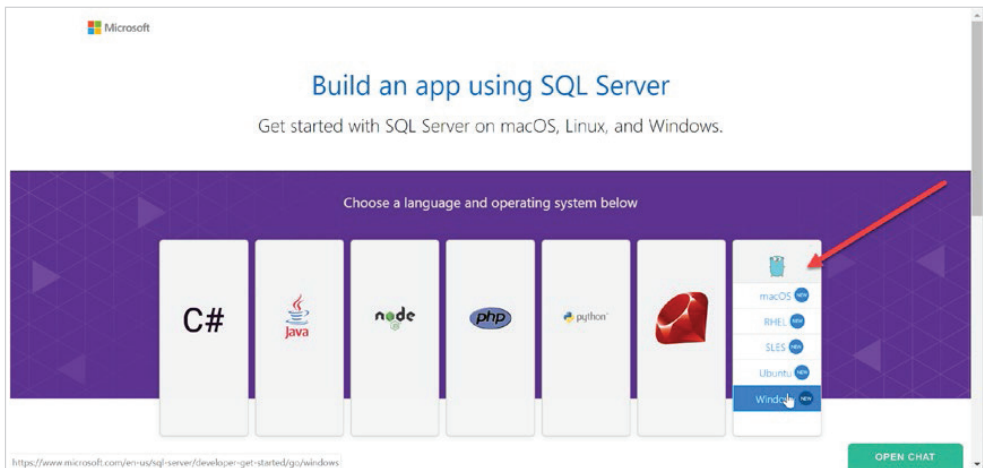 Microsoft
Build an app using SQL Server
Get started with SQL Server on macOS, Linux, and Windows.
Choose a language and operating system below
C#
Java
node
JS
php
python
macOS NEW
RHEL NEW
SLES NEW
Ubuntu NEW
Windows NEW
https://www.microsoft.com/en-us/sql-server/developer-get-started/go/windows
OPEN CHAT